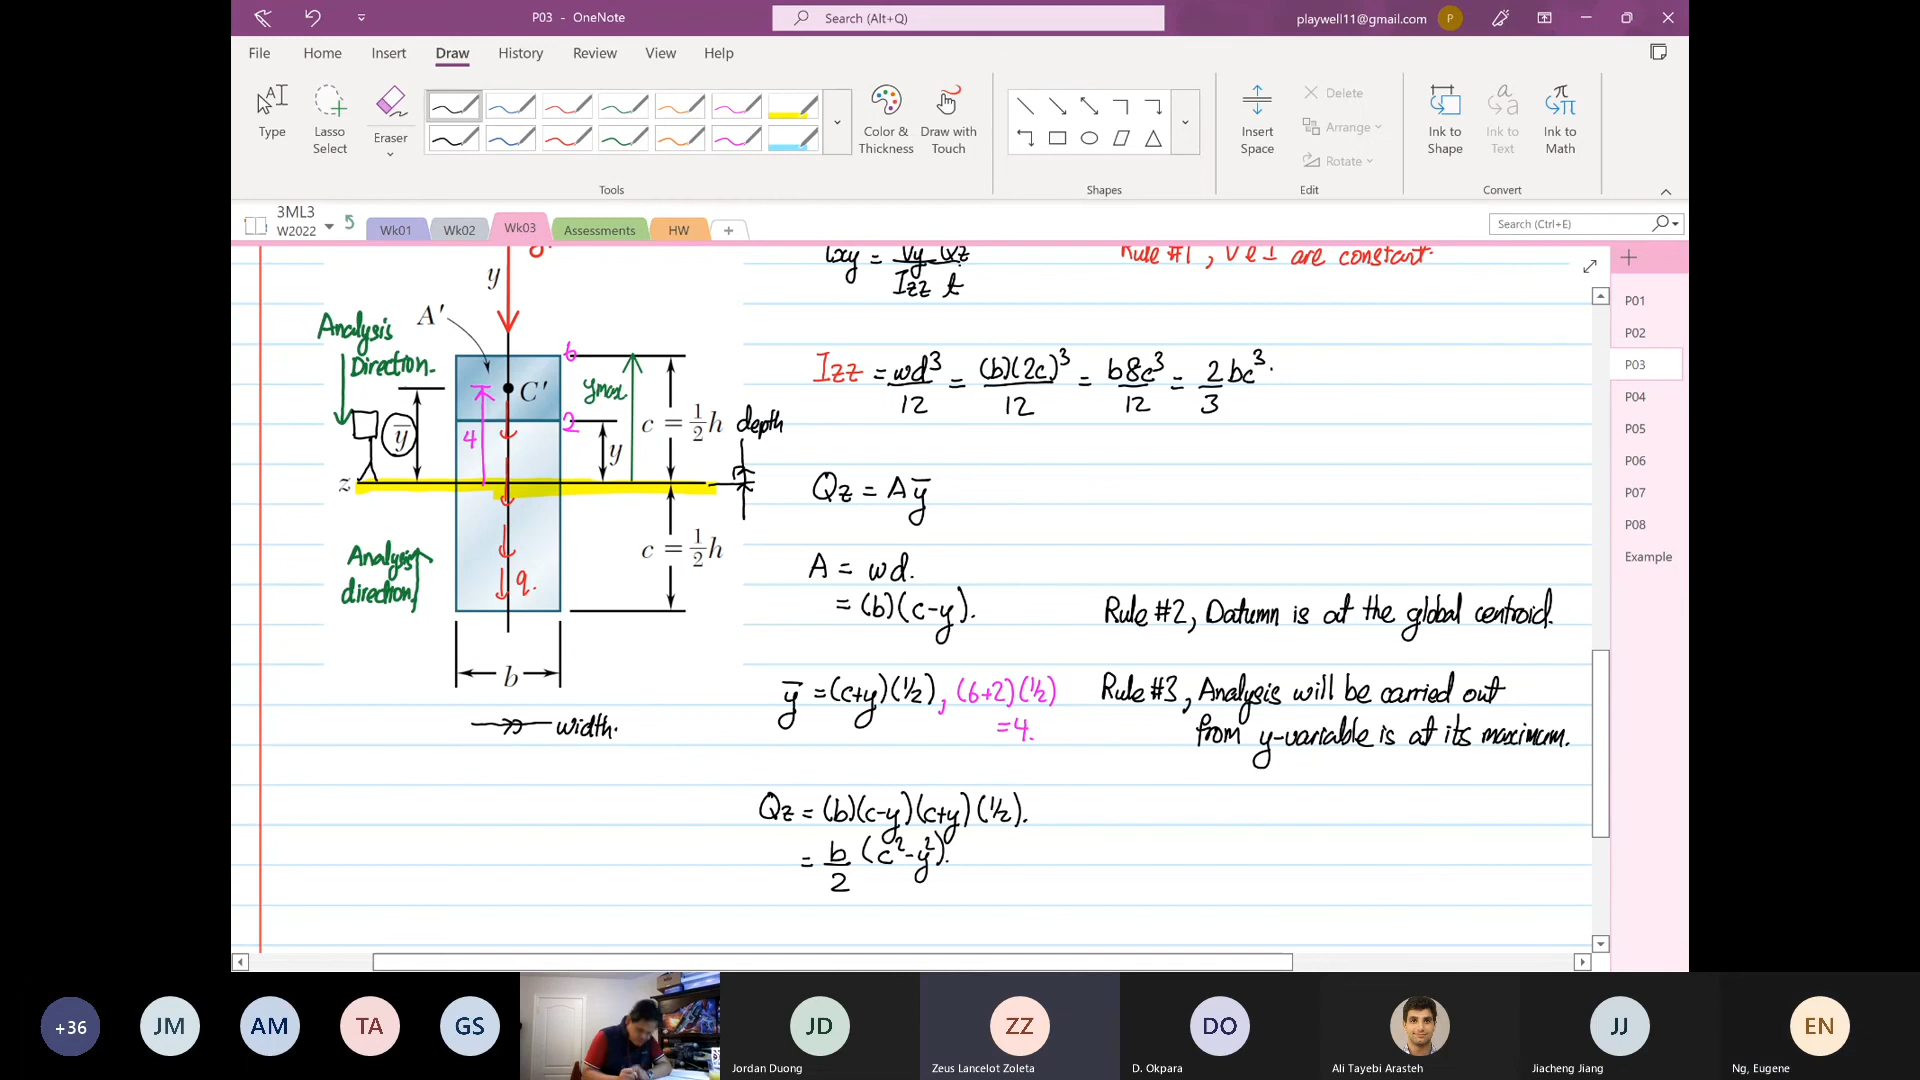 P03 - OneNote
Search (Alt+Q)
playwell11@gmail.com
P
File Home Insert Draw History Review View Help
Type
Lasso Select
Eraser
Color & Thickness
Draw with Touch
Insert Space
Delete
Arrange
Rotate
Ink to Shape
Ink to Text
Ink to Math
Tools
Shapes
Edit
Convert
3ML3
W2022
Wk01 Wk02 Wk03 Assessments HW
Search (Ctrl+E)
P01
P02
P03
P04
P05
P06
P07
P08
Example
y
A'
Analysis
Direction.
C'
ȳ
4
6
2
ymax
y
c = 1/2 h
depth
z
c = 1/2 h
Analysis
direction
q.
b
width.
τxy = Vy Qz / Izz t
Rule #1, V & I are constant.
Izz = wd³/12 = (b)(2c)³/12 = b8c³/12 = 2/3 bc³.
Qz = Aȳ
A = wd.
= (b)(c-y).
Rule #2, Datumn is at the global centroid.
ȳ = (c+y)(1/2), (6+2)(1/2)
=4.
Rule #3, Analysis will be carried out
from y-variable is at its maximum.
Qz = (b)(c-y)(c+y)(1/2).
= b/2 (c²-y²).
+36
JM
AM
TA
GS
JD
Jordan Duong
ZZ
Zeus Lancelot Zoleta
DO
D. Okpara
Ali Tayebi Arasteh
JJ
Jiacheng Jiang
EN
Ng, Eugene